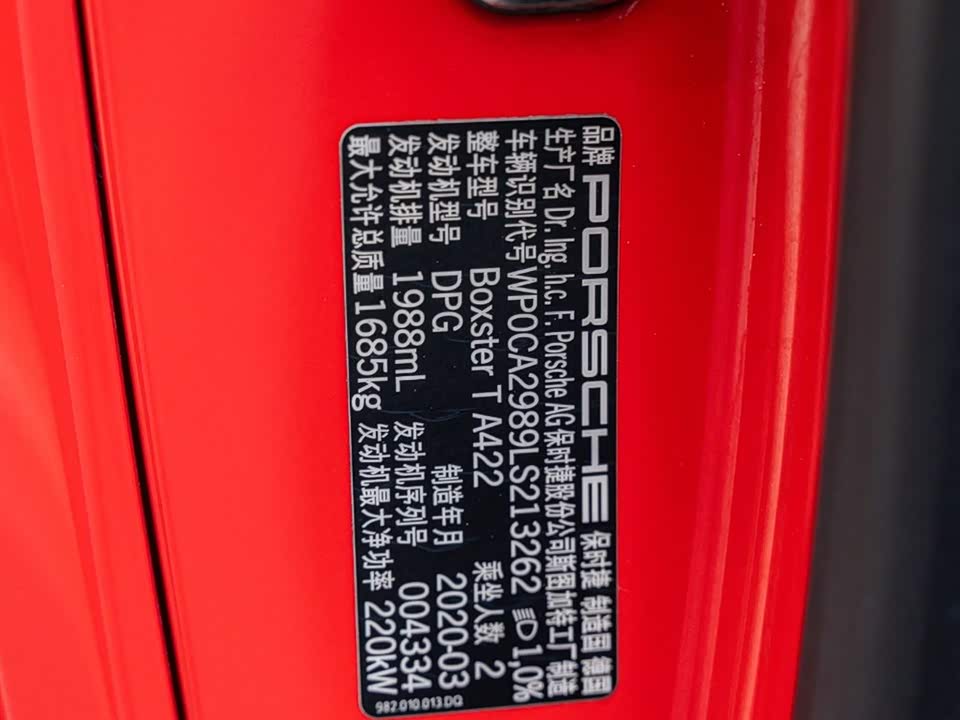 品牌 PORSCHE 保时捷 制造国 德国
生产厂名 Dr. Ing. h.c. F. Porsche AG 保时捷股份公司斯图加特工厂制造
车辆识别代号 WP0CA2989LS213262 1,0%
整车型号 Boxster T A422 乘坐人数 2
发动机型号 DPG 制造年月 2020-03
发动机排量 1988mL 发动机序列号 004334
最大允许总质量 1685kg 发动机最大净功率 220kW
982.010.013.DQ